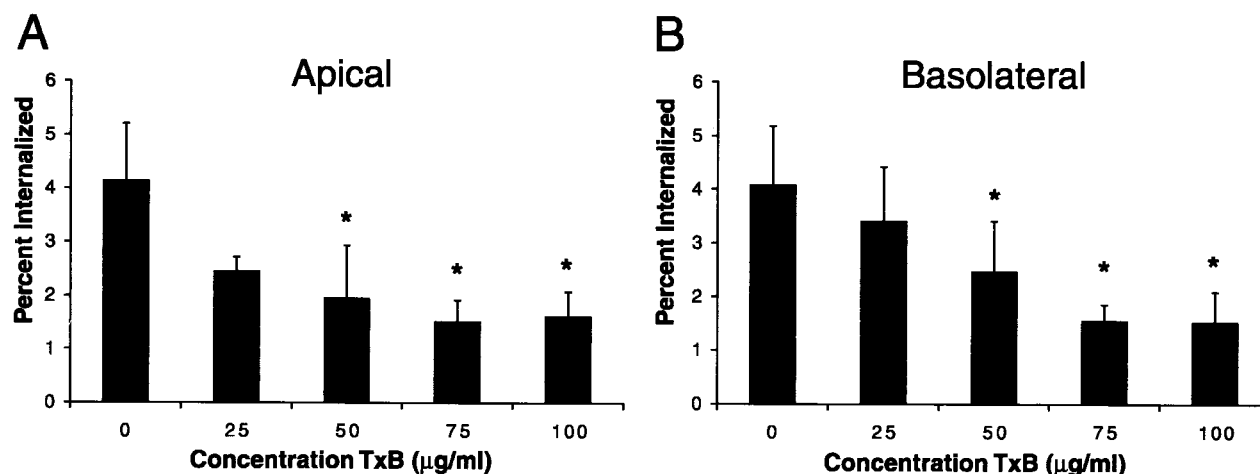 A
Apical
Percent Internalized
6
5
4
3
2
1
0
*
*
*
0 25 50 75 100
Concentration TxB (μg/ml)
B
Basolateral
Percent Internalized
6
5
4
3
2
1
0
*
*
*
0 25 50 75 100
Concentration TxB (μg/ml)